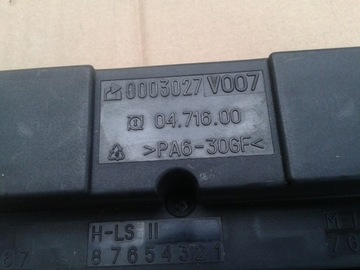 0003027 V007
04.716.00
>PA6-30GF<
H-LS II
87654321